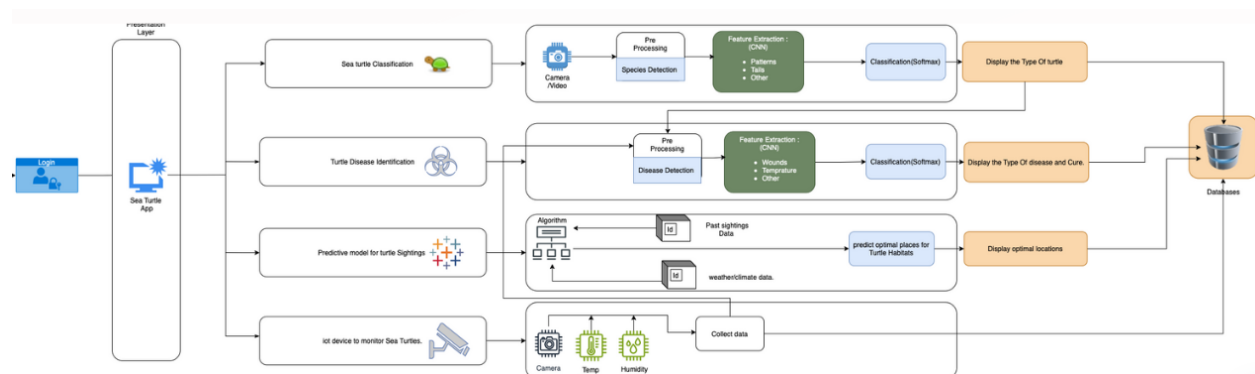 Presentation
Layer
Login
Sea Turtle
App
Sea turtle Classification
Camera
/Video
Pre
Processing
Species Detection
Feature Extraction :
(CNN)
• Patterns
• Tails
• Other
Classification(Softmax)
Display the Type Of turtle
Turtle Disease Identification
Pre
Processing
Disease Detection
Feature Extraction :
(CNN)
• Wounds
• Temprature
• Other
Classification(Softmax)
Display the Type Of disease and Cure.
Databases
Predictive model for turtle Sightings
Algorithm
Id
Past sightings
Data
Id
weather/climate data.
predict optimal places for
Turtle Habitats
Display optimal locations
Iot device to monitor Sea Turtles.
Camera
Temp
Humidity
Collect data